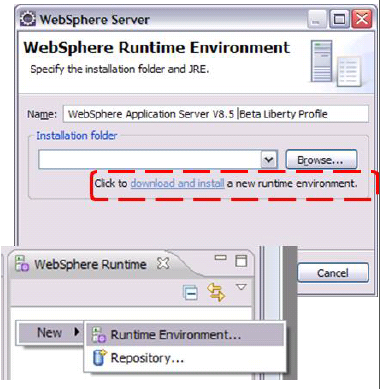 WebSphere Server
WebSphere Runtime Environment
Specify the installation folder and JRE.
Name: WebSphere Application Server V8.5 |Beta Liberty Profile
Installation folder
Browse...
Click to download and install a new runtime environment.
Cancel
WebSphere Runtime
New
Runtime Environment...
Repository...